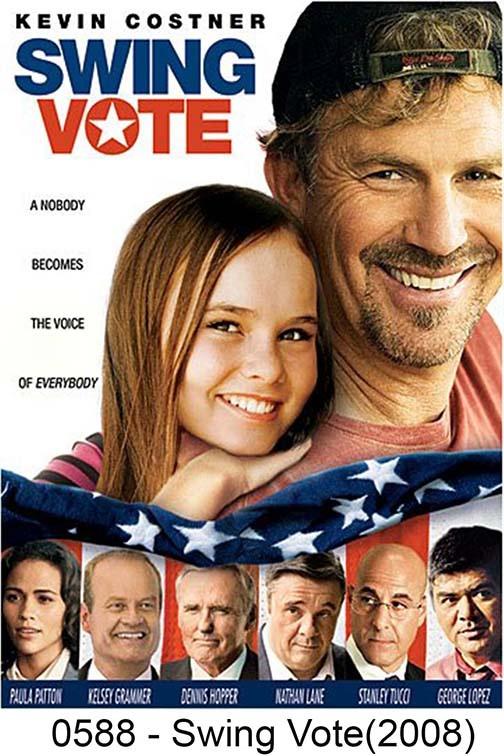 KEVIN COSTNER
SWING
VOTE
A NOBODY
BECOMES
THE VOICE
OF EVERYBODY
PAULA PATTON KELSEY GRAMMER DENNIS HOPPER NATHAN LANE STANLEY TUCCI GEORGE LOPEZ
0588 - Swing Vote(2008)